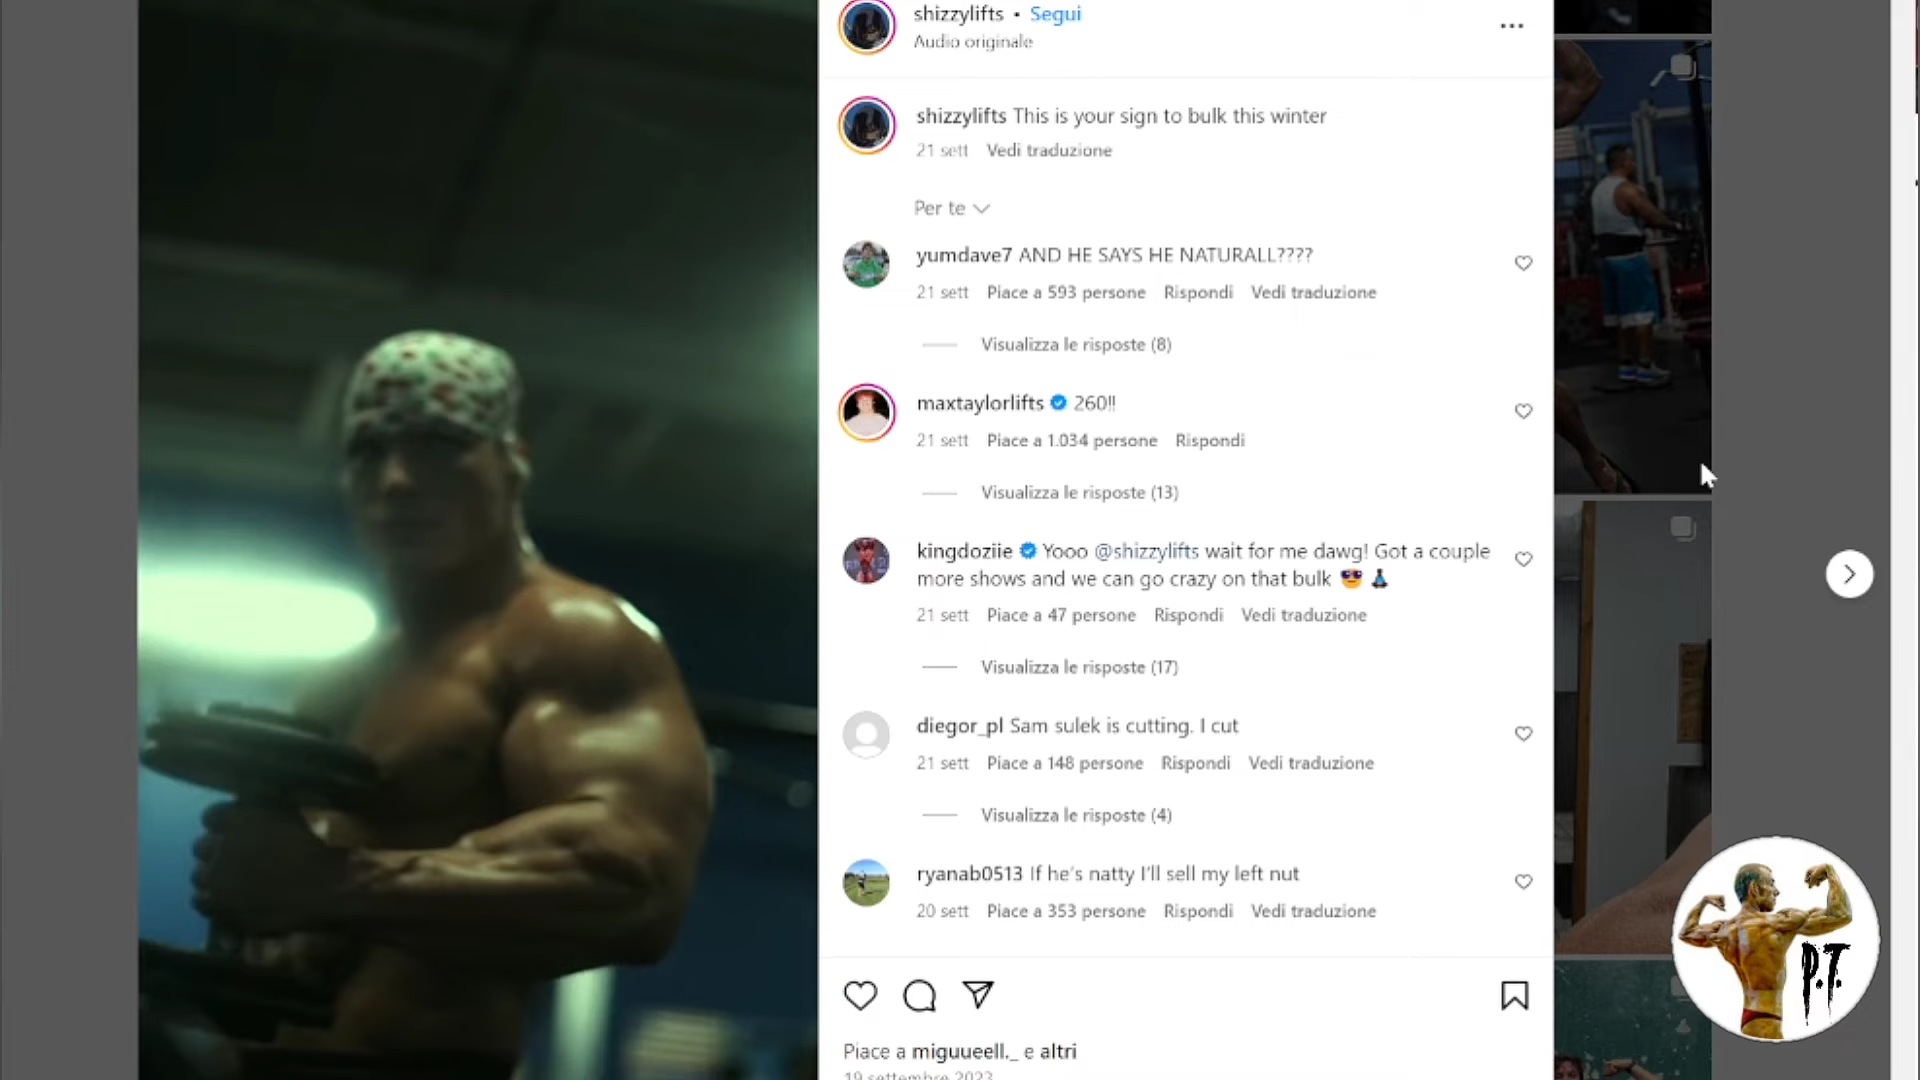 shizzylifts • Segui
Audio originale
shizzylifts This is your sign to bulk this winter
21 sett Vedi traduzione
Per te
yumdave7 AND HE SAYS HE NATURALL????
21 sett Piace a 593 persone Rispondi Vedi traduzione
Visualizza le risposte (8)
maxtaylorlifts 260!!
21 sett Piace a 1.034 persone Rispondi
Visualizza le risposte (13)
kingdoziie Yooo @shizzylifts wait for me dawg! Got a couple
more shows and we can go crazy on that bulk 😎
21 sett Piace a 47 persone Rispondi Vedi traduzione
Visualizza le risposte (17)
diegor_pl Sam sulek is cutting. I cut
21 sett Piace a 148 persone Rispondi Vedi traduzione
Visualizza le risposte (4)
ryanab0513 If he's natty I'll sell my left nut
20 sett Piace a 353 persone Rispondi Vedi traduzione
P.T.
Piace a miguueell._ e altri
19 settembre 2023